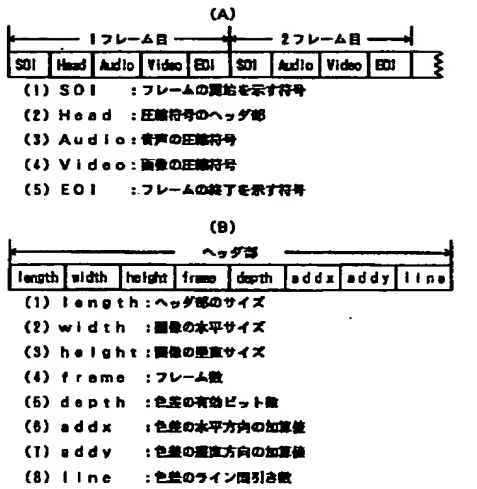 (A)
1フレーム目 2フレーム目
SOI Head Audio Video EOI SOI Audio Video EOI
(1) SOI :フレームの開始を示す符号
(2) Head :圧縮符号のヘッダ部
(3) Audio:音声の圧縮符号
(4) Video:画像の圧縮符号
(5) EOI :フレームの終了を示す符号
(B)
ヘッダ部
length width height frame depth addx addy line
(1) length:ヘッダ部のサイズ
(2) width :画像の水平サイズ
(3) height:画像の垂直サイズ
(4) frame :フレーム数
(5) depth :色差の有効ビット数
(6) addx :色差の水平方向の加算値
(7) addy :色差の垂直方向の加算値
(8) line :色差のライン間引き数